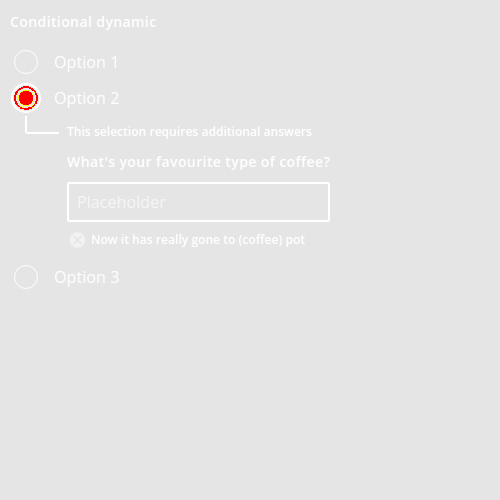 Conditional dynamic
Option 1
Option 2
This selection requires additional answers
What's your favourite type of coffee?
Placeholder
Now it has really gone to (coffee) pot
Option 3